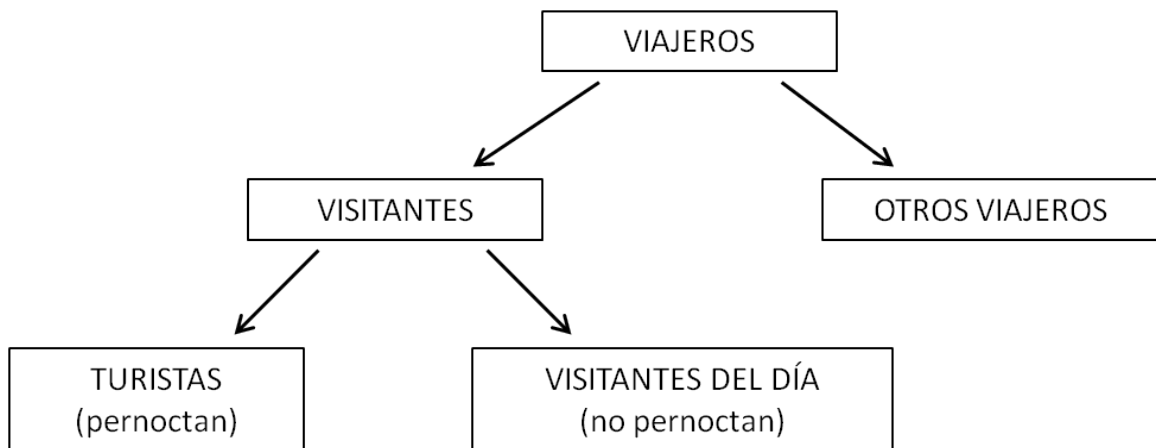 VIAJEROS
VISITANTES
OTROS VIAJEROS
TURISTAS
(pernoctan)
VISITANTES DEL DÍA
(no pernoctan)